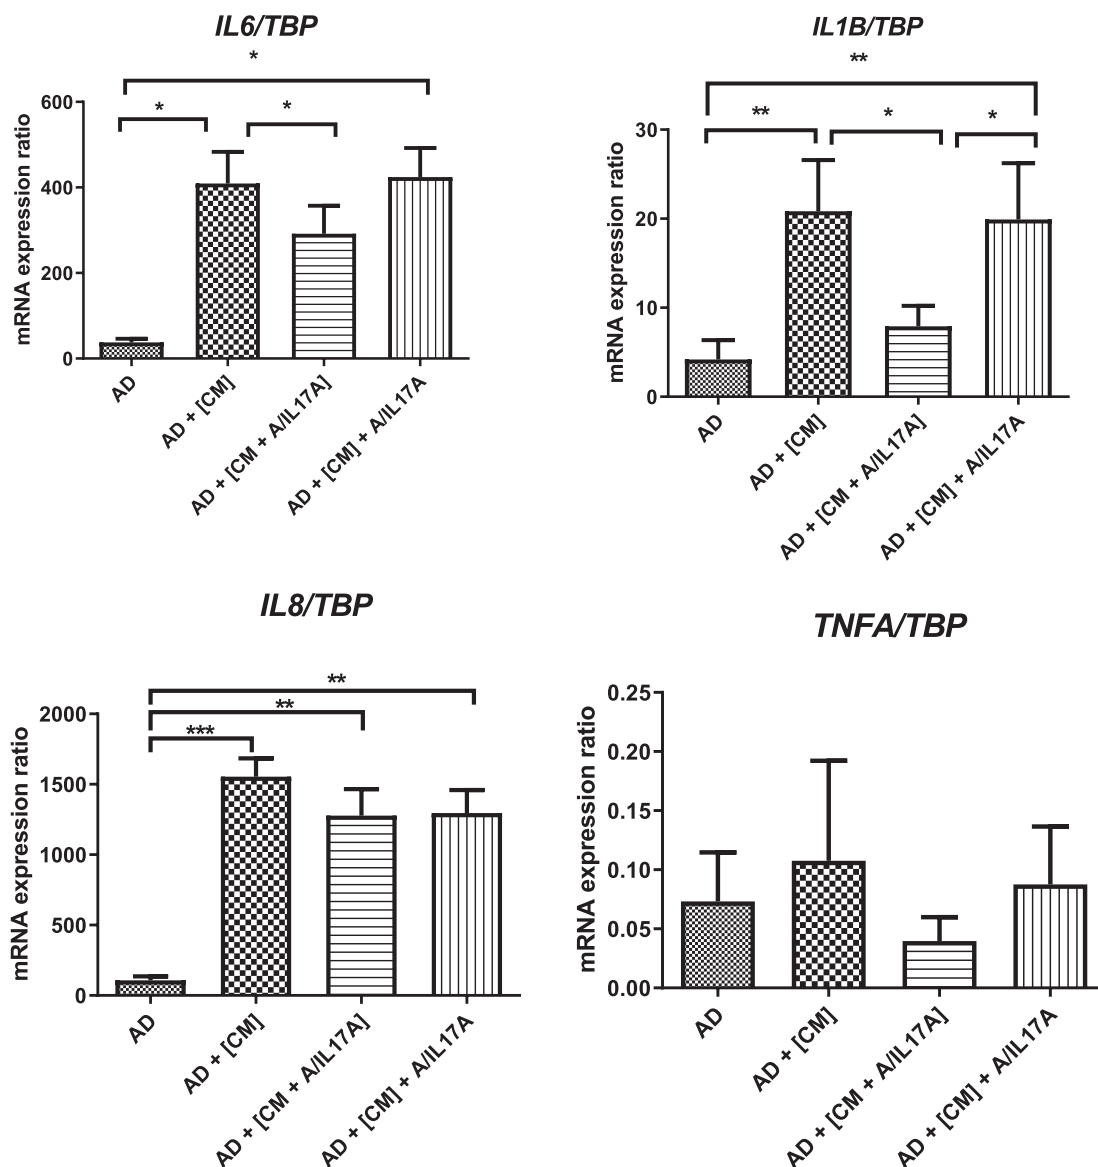 IL6/TBP
*
*
*
mRNA expression ratio
600
400
200
0
AD
AD + [CM]
AD + [CM + A/IL17A]
AD + [CM] + A/IL17A
IL1B/TBP
**
**
*
*
mRNA expression ratio
30
20
10
0
AD
AD + [CM]
AD + [CM + A/IL17A]
AD + [CM] + A/IL17A
IL8/TBP
**
**
***
mRNA expression ratio
2000
1500
1000
500
0
AD
AD + [CM]
AD + [CM + A/IL17A]
AD + [CM] + A/IL17A
TNFA/TBP
mRNA expression ratio
0.25
0.20
0.15
0.10
0.05
0.00
AD
AD + [CM]
AD + [CM + A/IL17A]
AD + [CM] + A/IL17A